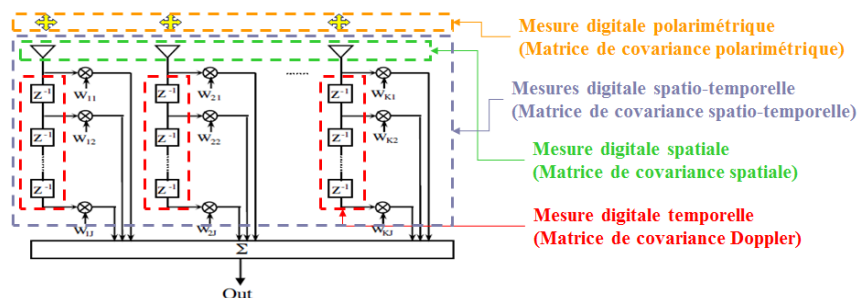 Mesure digitale polarimétrique
(Matrice de covariance polarimétrique)
Mesures digitale spatio-temporelle
(Matrice de covariance spatio-temporelle)
Mesure digitale spatiale
(Matrice de covariance spatiale)
Mesure digitale temporelle
(Matrice de covariance Doppler)
W11 W21 ........ WK1
Z-1 Z-1 Z-1
W12 W22 WK2
Z-1 Z-1 Z-1
Z-1 Z-1 Z-1
W1J W2J WKJ
Σ
Out